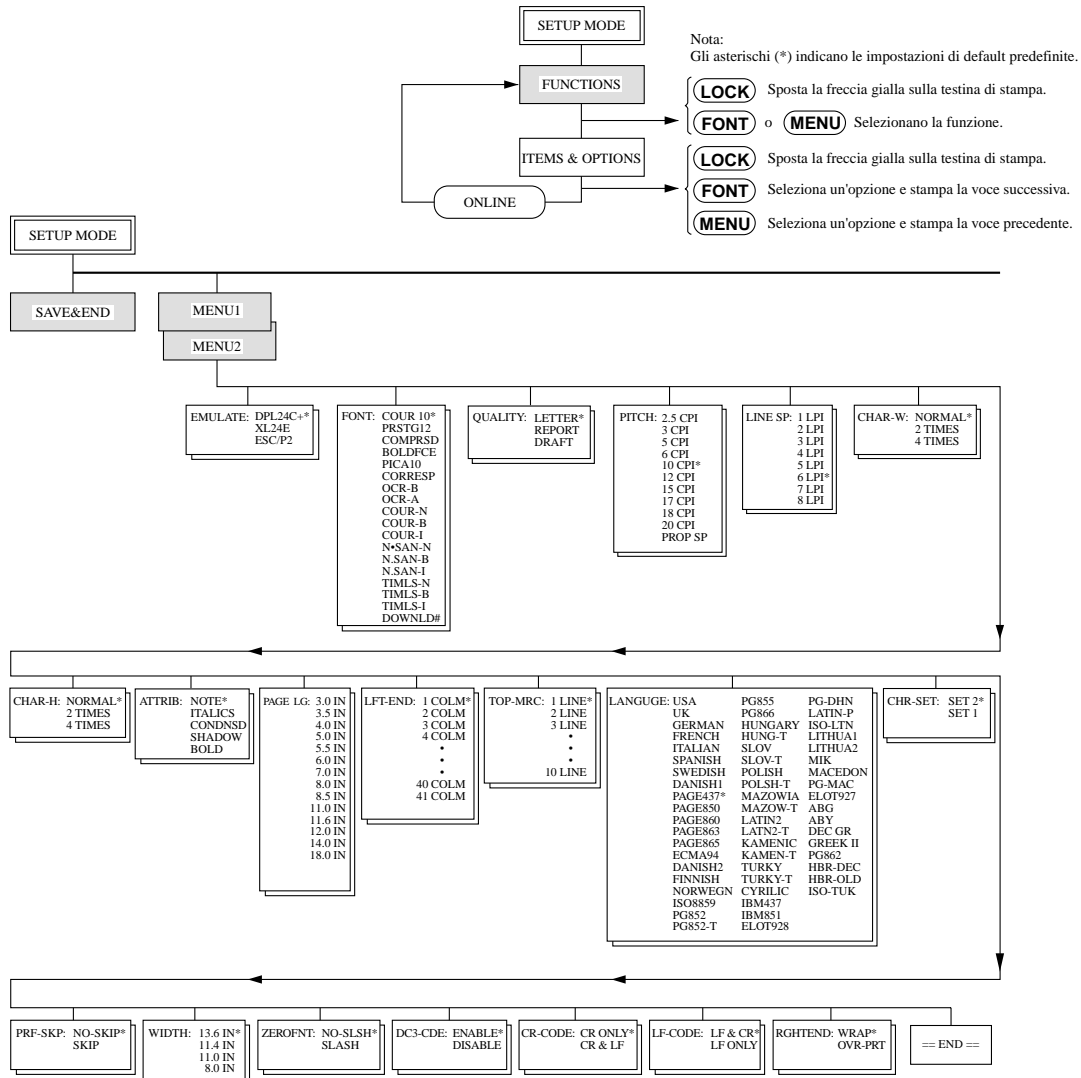 SETUP MODE
Nota:
Gli asterischi (*) indicano le impostazioni di default predefinite.
FUNCTIONS
LOCK Sposta la freccia gialla sulla testina di stampa.
FONT o MENU Selezionano la funzione.
ITEMS & OPTIONS
LOCK Sposta la freccia gialla sulla testina di stampa.
FONT Seleziona un'opzione e stampa la voce successiva.
MENU Seleziona un'opzione e stampa la voce precedente.
ONLINE
SETUP MODE
SAVE&END
MENU1
MENU2
EMULATE: DPL24C+*
XL24E
ESC/P2
FONT: COUR 10*
PRSTG12
COMPRSD
BOLDFCE
PICA10
CORRESP
OCR-B
OCR-A
COUR-N
COUR-B
COUR-I
N•SAN-N
N.SAN-B
N.SAN-I
TIMLS-N
TIMLS-B
TIMLS-I
DOWNLD#
QUALITY: LETTER*
REPORT
DRAFT
PITCH: 2.5 CPI
3 CPI
5 CPI
6 CPI
10 CPI*
12 CPI
15 CPI
17 CPI
18 CPI
20 CPI
PROP SP
LINE SP: 1 LPI
2 LPI
3 LPI
4 LPI
5 LPI
6 LPI*
7 LPI
8 LPI
CHAR-W: NORMAL*
2 TIMES
4 TIMES
CHAR-H: NORMAL*
2 TIMES
4 TIMES
ATTRIB: NOTE*
ITALICS
CONDNSD
SHADOW
BOLD
PAGE LG: 3.0 IN
3.5 IN
4.0 IN
5.0 IN
5.5 IN
6.0 IN
7.0 IN
8.0 IN
8.5 IN
11.0 IN
11.6 IN
12.0 IN
14.0 IN
18.0 IN
LFT-END: 1 COLM*
2 COLM
3 COLM
4 COLM
•
•
•
40 COLM
41 COLM
TOP-MRC: 1 LINE*
2 LINE
3 LINE
•
•
•
10 LINE
LANGUGE: USA PG855 PG-DHN
UK PG866 LATIN-P
GERMAN HUNGARY ISO-LTN
FRENCH HUNG-T LITHUA1
ITALIAN SLOV LITHUA2
SPANISH SLOV-T MIK
SWEDISH POLISH MACEDON
DANISH1 POLSH-T PG-MAC
PAGE437* MAZOWIA ELOT927
PAGE850 MAZOW-T ABG
PAGE860 LATIN2 ABY
PAGE863 LATN2-T DEC GR
PAGE865 KAMENIC GREEK II
ECMA94 KAMEN-T PG862
DANISH2 TURKY HBR-DEC
FINNISH TURKY-T HBR-OLD
NORWEGN CYRILIC ISO-TUK
ISO8859 IBM437
PG852 IBM851
PG852-T ELOT928
CHR-SET: SET 2*
SET 1
PRF-SKP: NO-SKIP*
SKIP
WIDTH: 13.6 IN*
11.4 IN
11.0 IN
8.0 IN
ZEROFNT: NO-SLSH*
SLASH
DC3-CDE: ENABLE*
DISABLE
CR-CODE: CR ONLY*
CR & LF
LF-CODE: LF & CR*
LF ONLY
RGHTEND: WRAP*
OVR-PRT
== END ==